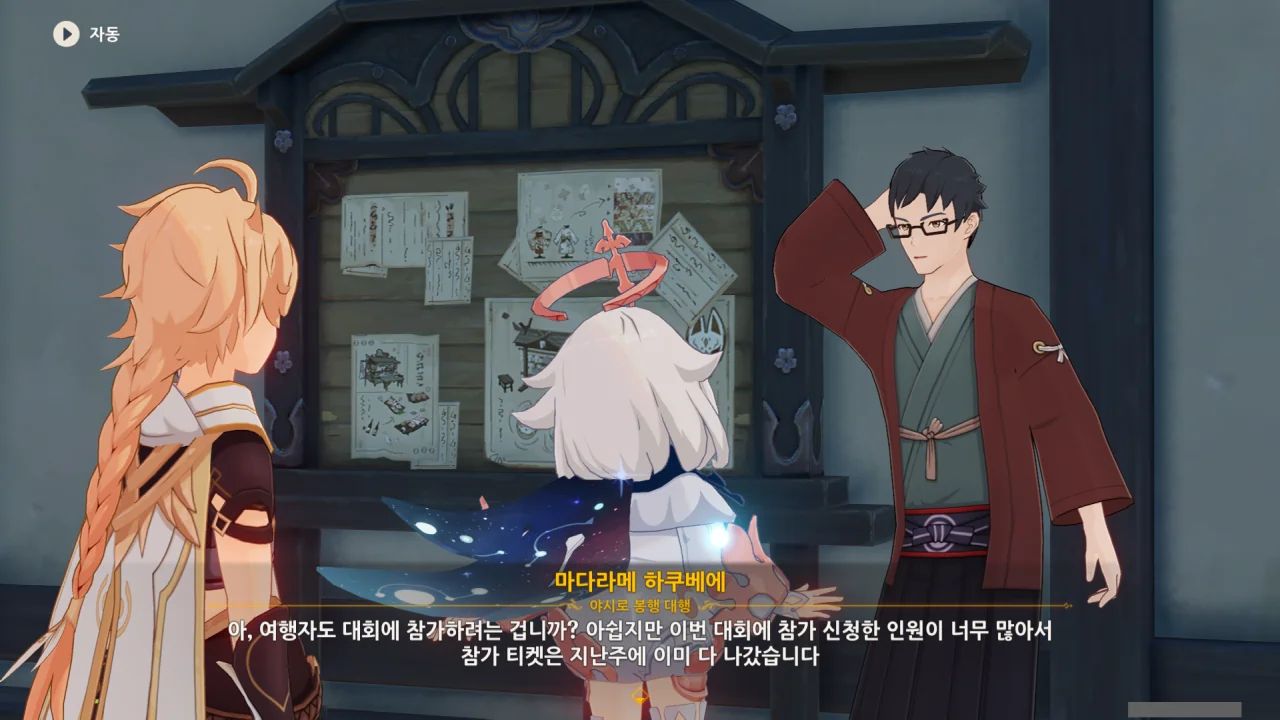 자동
마다라메 하쿠베에
야시로 봉행 대행
아, 여행자도 대회에 참가하려는 겁니까? 아쉽지만 이번 대회에 참가 신청한 인원이 너무 많아서
참가 티켓은 지난주에 이미 다 나갔습니다